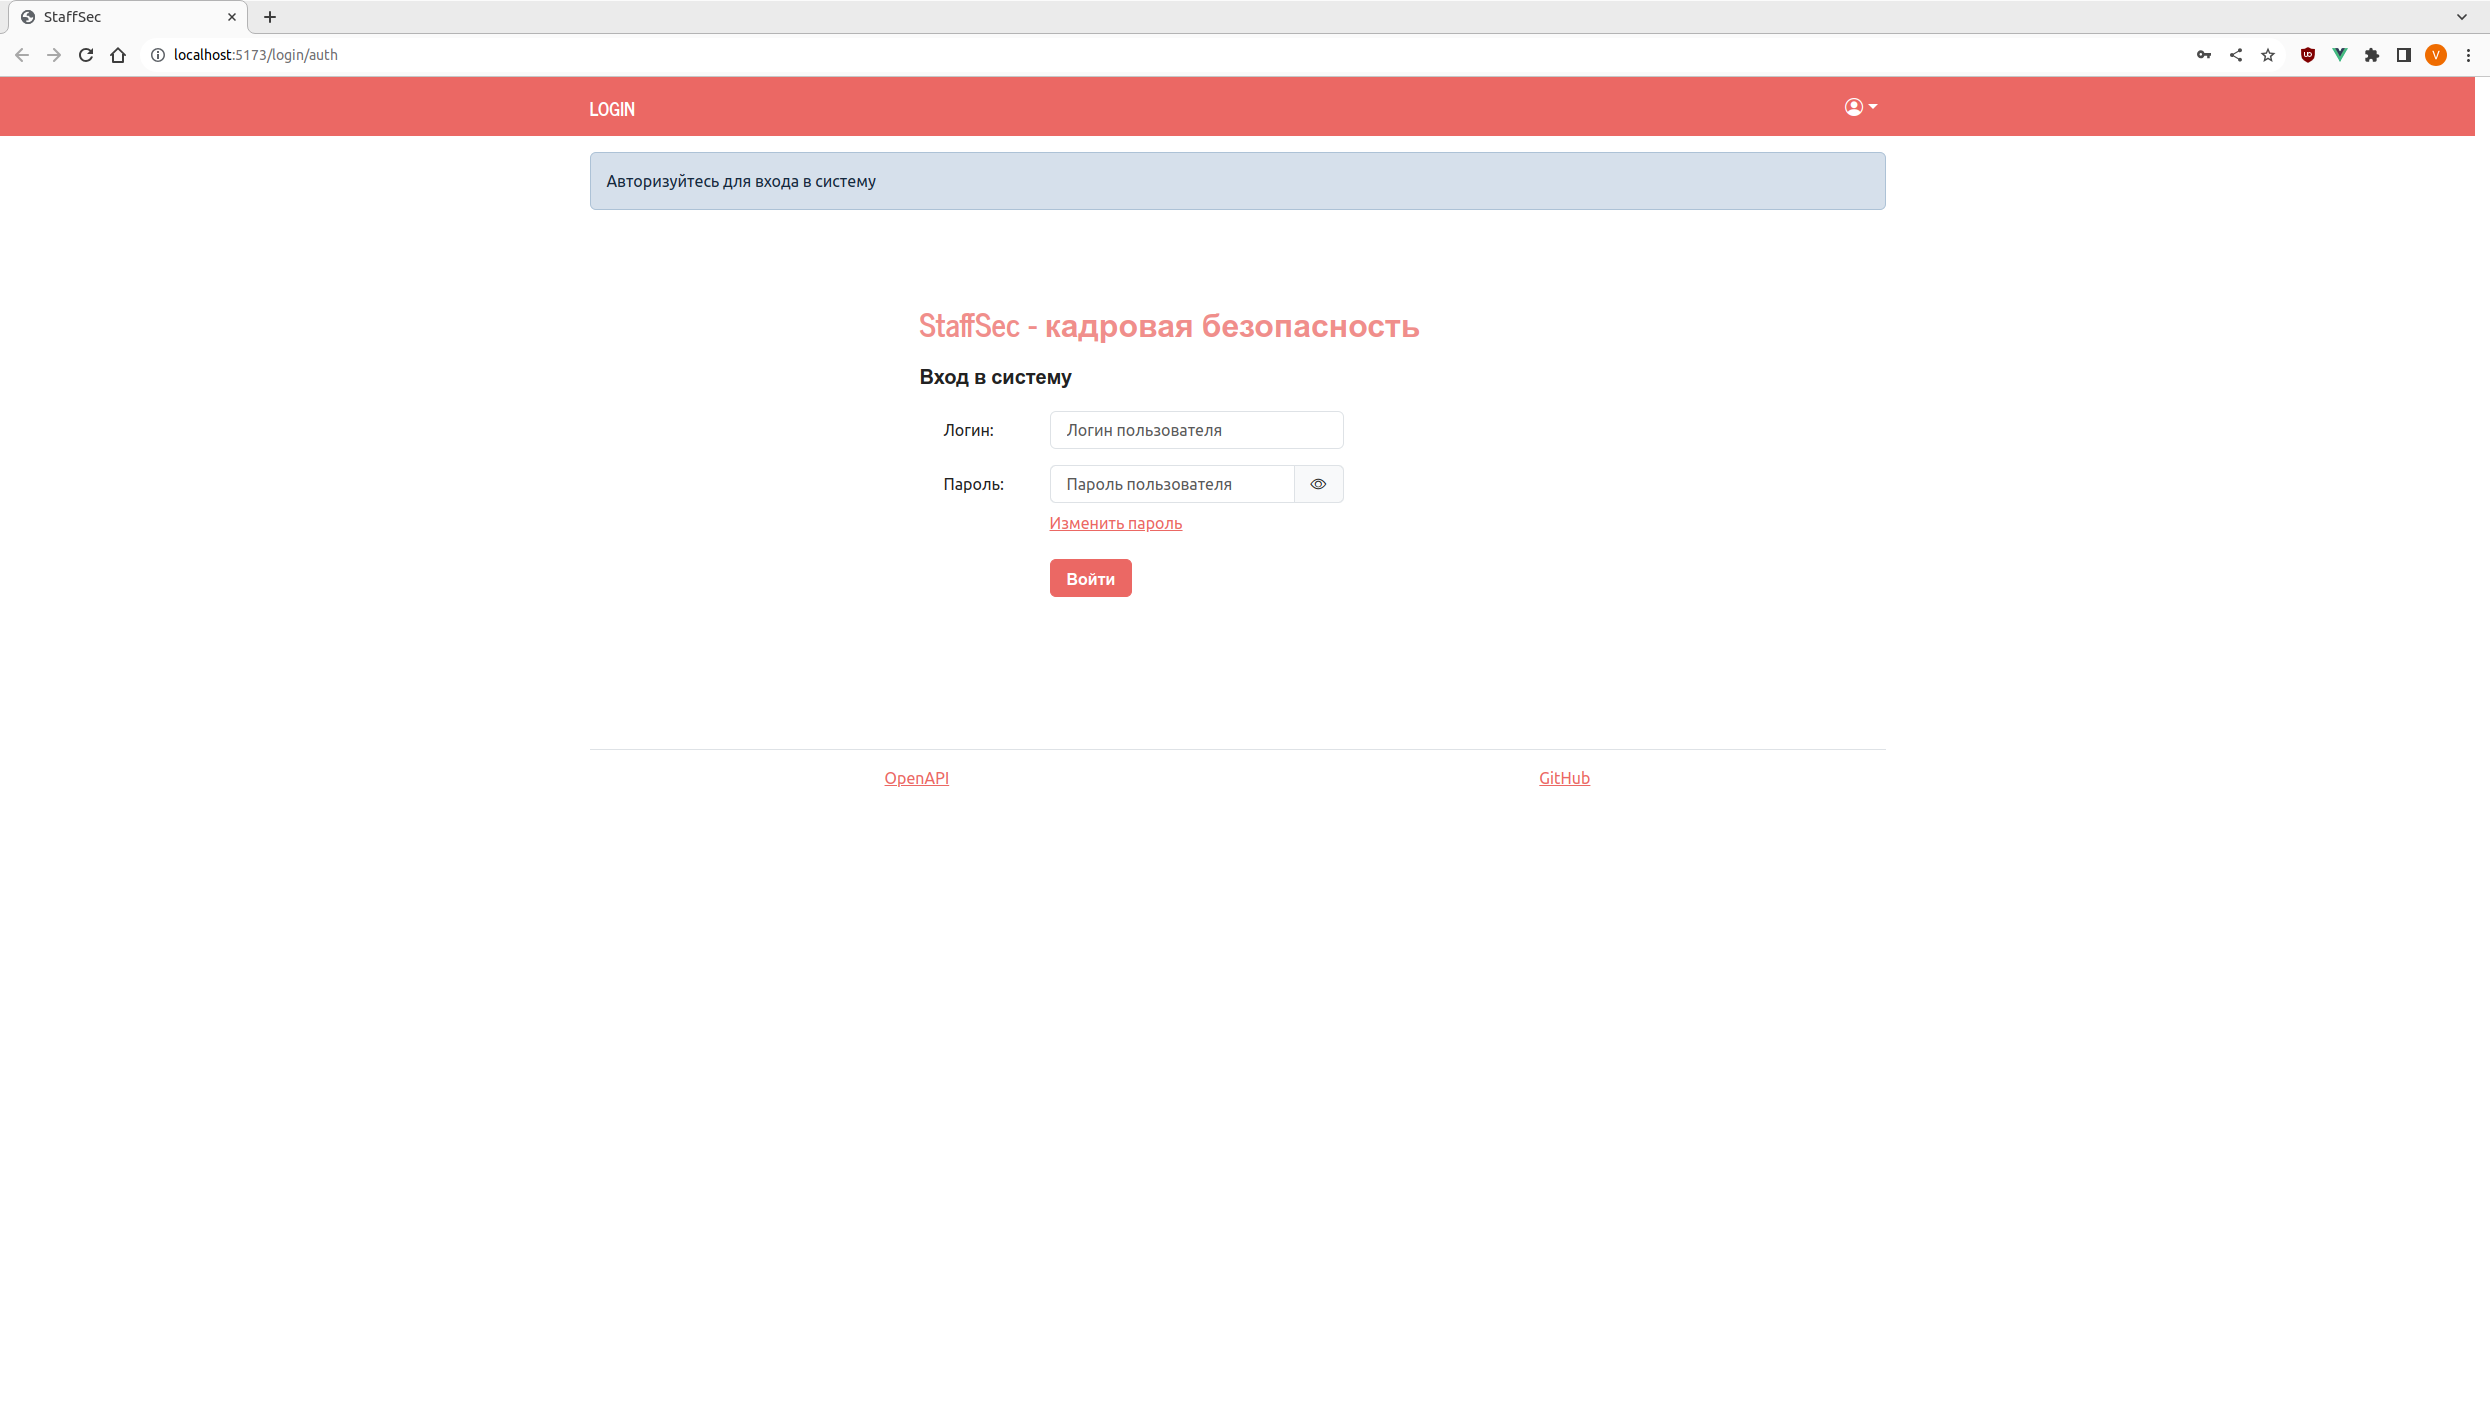 StaffSec
localhost:5173/login/auth
V
LOGIN
Авторизуйтесь для входа в систему
StaffSec - кадровая безопасность
Вход в систему
Логин: Логин пользователя
Пароль: Пароль пользователя
Изменить пароль
Войти
OpenAPI GitHub